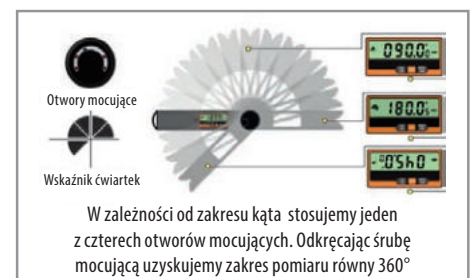 090.0°
Otwory mocujące
180.0°
Wskaźnik ćwiartek
W zależności od zakresu kąta stosujemy jeden
z czterech otworów mocujących. Odkręcając śrubę
mocującą uzyskujemy zakres pomiaru równy 360°